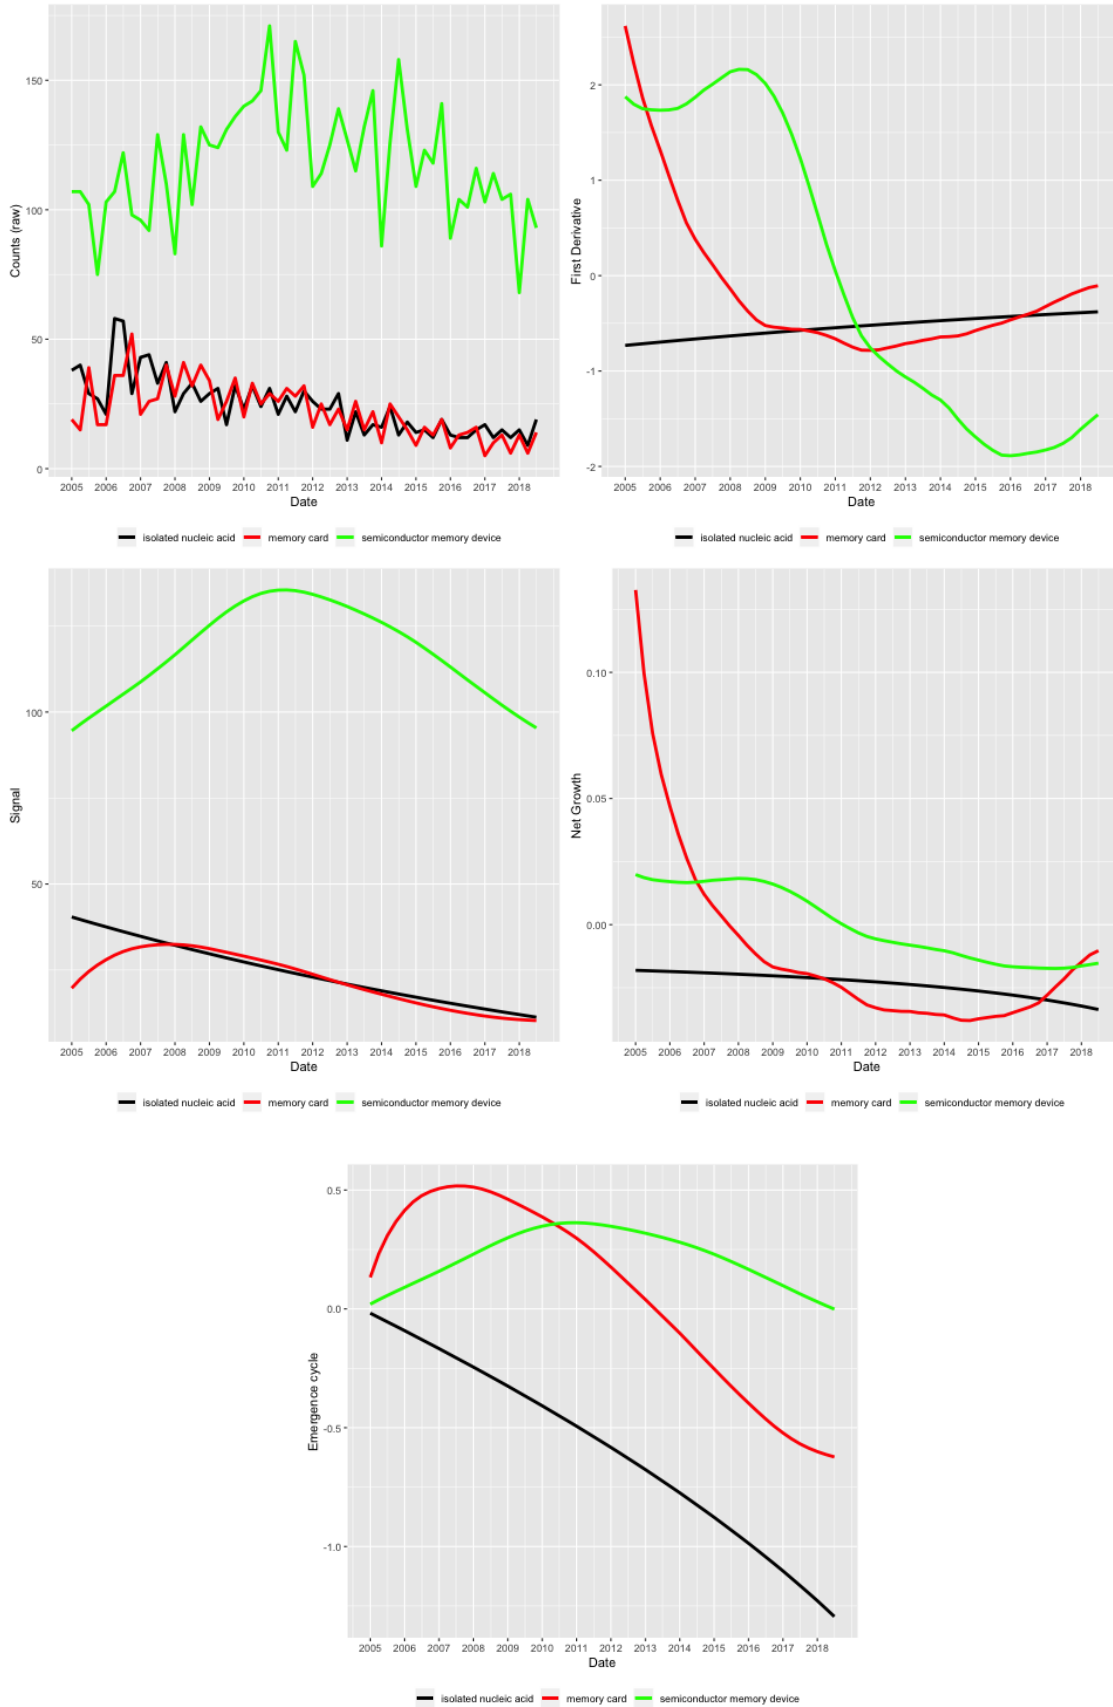 Counts (raw)
150
100
50
0
2005 2006 2007 2008 2009 2010 2011 2012 2013 2014 2015 2016 2017 2018
Date
isolated nucleic acid memory card semiconductor memory device
First Derivative
2
1
0
-1
-2
2005 2006 2007 2008 2009 2010 2011 2012 2013 2014 2015 2016 2017 2018
Date
isolated nucleic acid memory card semiconductor memory device
Signal
100
50
2005 2006 2007 2008 2009 2010 2011 2012 2013 2014 2015 2016 2017 2018
Date
isolated nucleic acid memory card semiconductor memory device
Net Growth
0.10
0.05
0.00
2005 2006 2007 2008 2009 2010 2011 2012 2013 2014 2015 2016 2017 2018
Date
isolated nucleic acid memory card semiconductor memory device
Emergence cycle
0.5
0.0
-0.5
-1.0
2005 2006 2007 2008 2009 2010 2011 2012 2013 2014 2015 2016 2017 2018
Date
isolated nucleic acid memory card semiconductor memory device